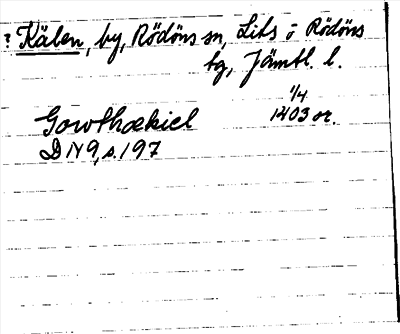 ? Kälen, by, Rödöns sn, Lits o Rödöns
tg, Jämtl. l.
1/4
Gowthækiel 1403 or.
DN 9, s. 197